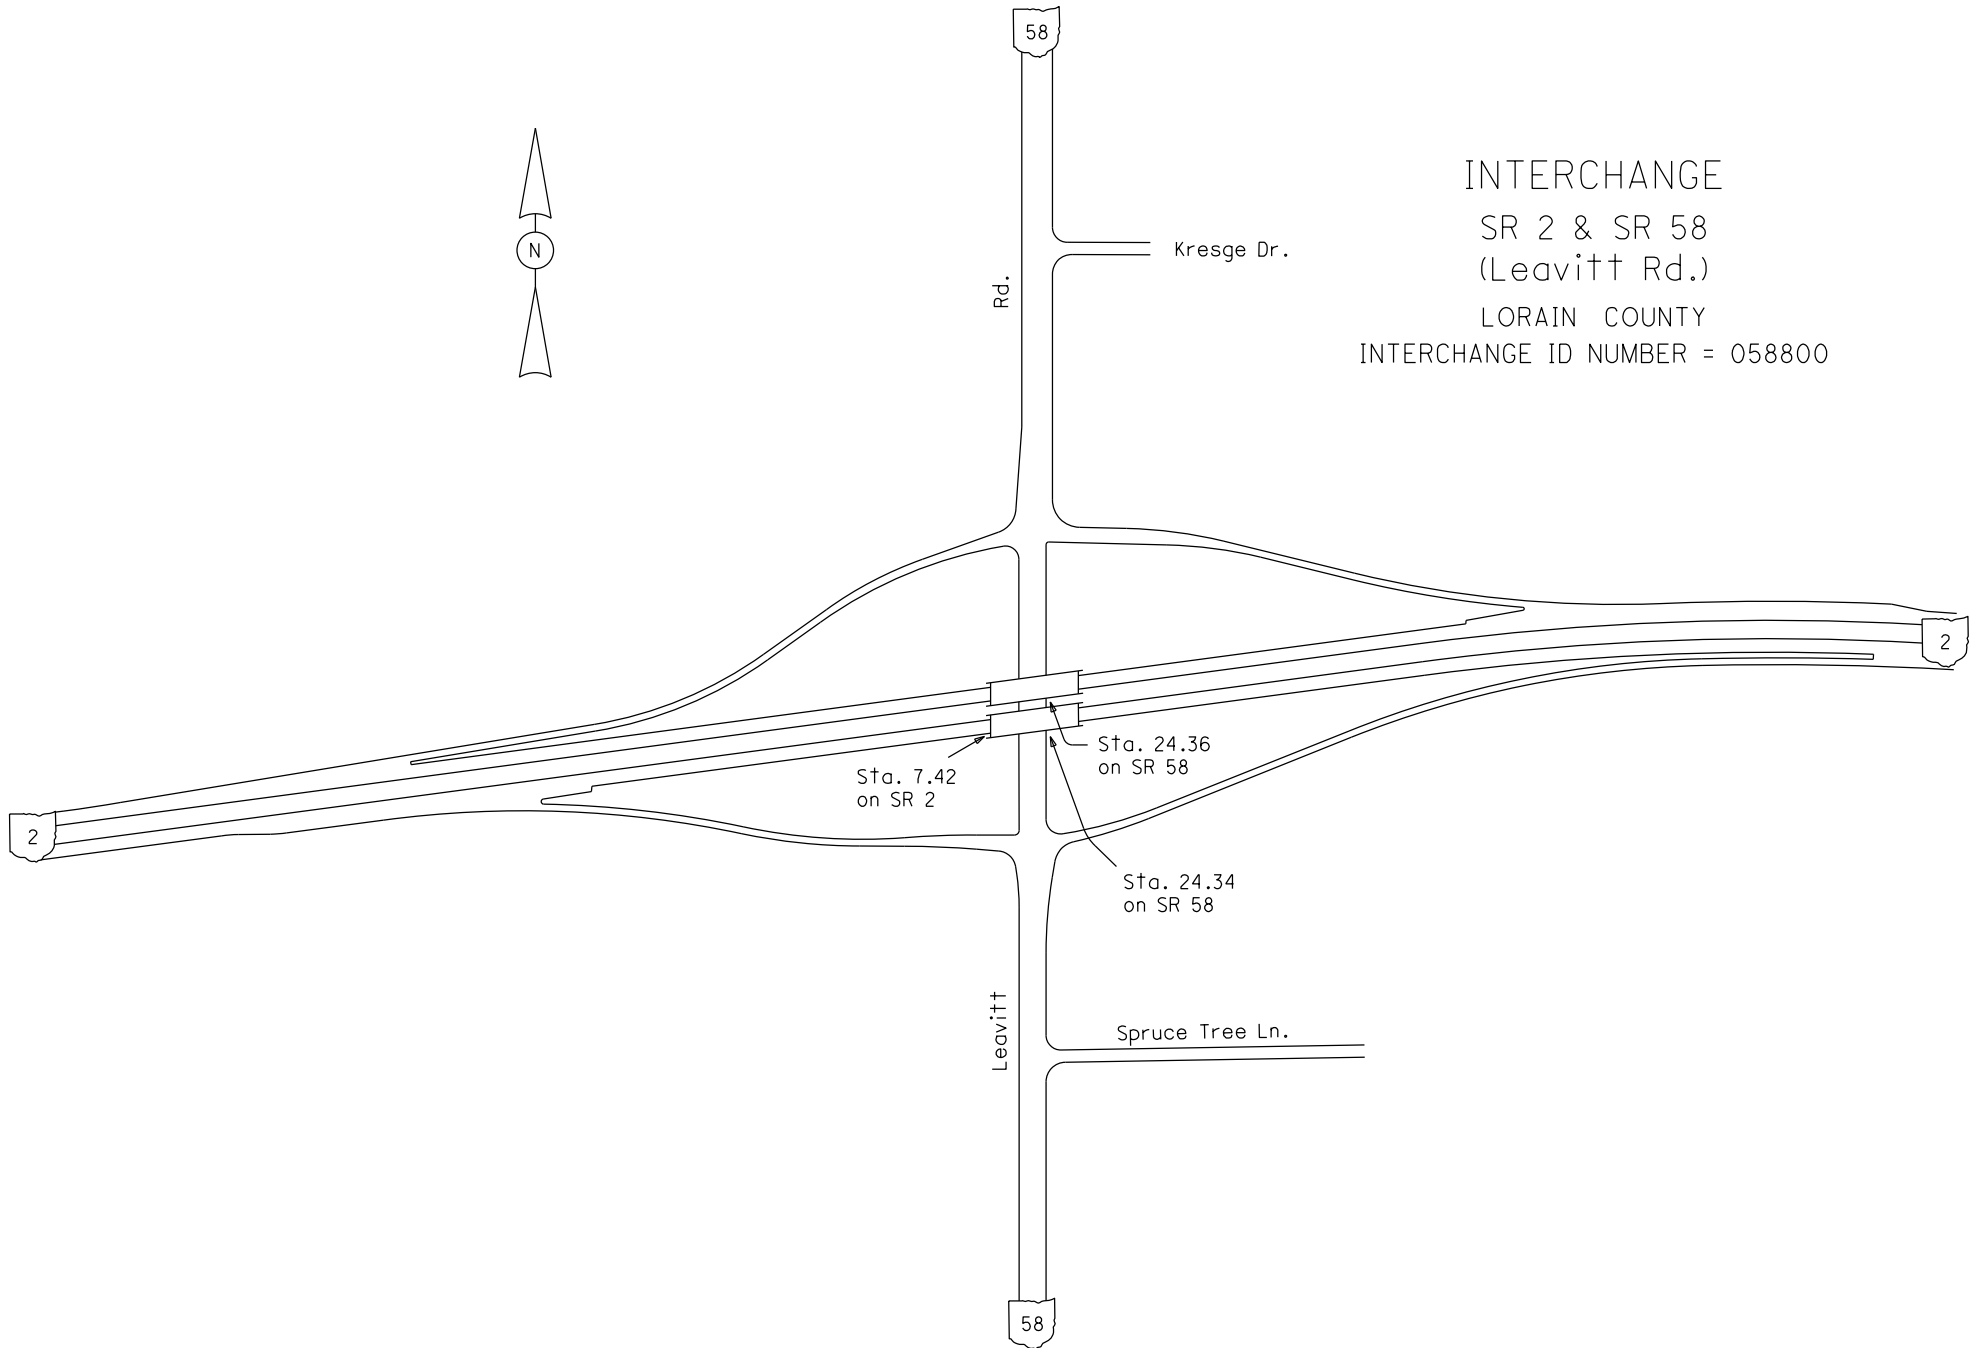 58
INTERCHANGE
SR 2 & SR 58
(Leavitt Rd.)
LORAIN COUNTY
INTERCHANGE ID NUMBER = 058800
N
Kresge Dr.
Rd.
2
Sta. 24.36
on SR 58
Sta. 7.42
on SR 2
2
Sta. 24.34
on SR 58
Leavitt
Spruce Tree Ln.
58